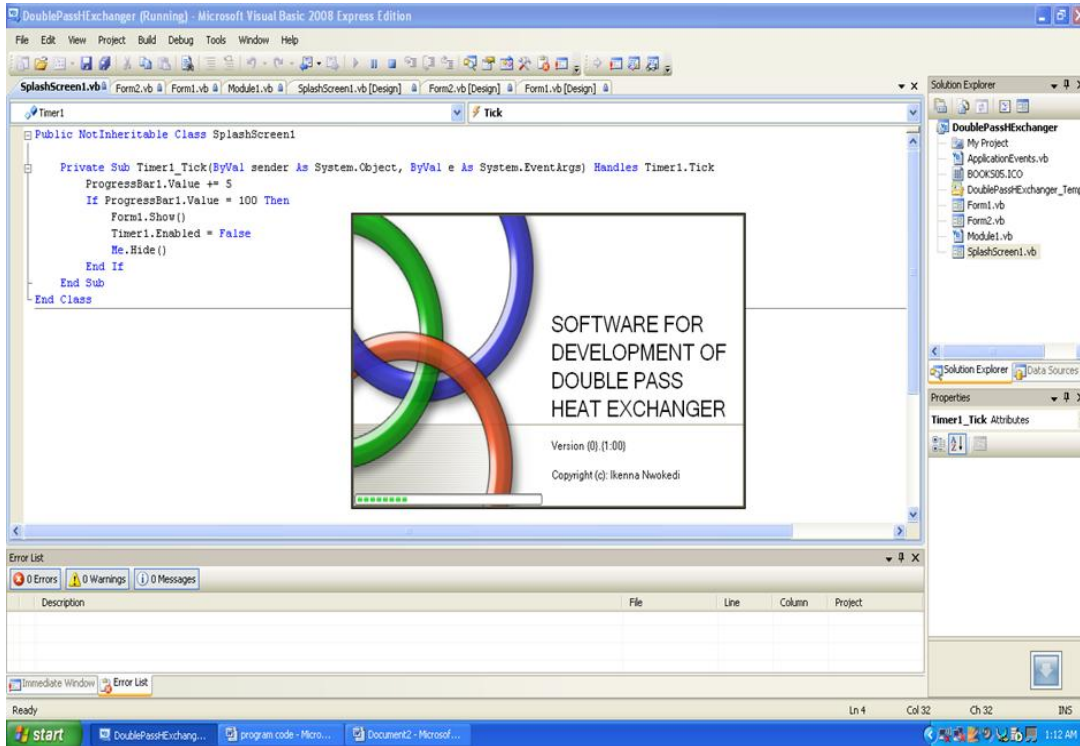 DoublePassHExchanger (Running) - Microsoft Visual Basic 2008 Express Edition
File Edit View Project Build Debug Tools Window Help
SplashScreen1.vb Form2.vb Form1.vb Module1.vb SplashScreen1.vb [Design] Form2.vb [Design] Form1.vb [Design]
Timer1 Tick
Public NotInheritable Class SplashScreen1
Private Sub Timer1_Tick(ByVal sender As System.Object, ByVal e As System.EventArgs) Handles Timer1.Tick
ProgressBar1.Value += 5
If ProgressBar1.Value = 100 Then
Form1.Show()
Timer1.Enabled = False
Me.Hide()
End If
End Sub
End Class
SOFTWARE FOR
DEVELOPMENT OF
DOUBLE PASS
HEAT EXCHANGER
Version (0).(1:00)
Copyright (c): Ikenna Nwokedi
Solution Explorer
DoublePassHExchanger
My Project
ApplicationEvents.vb
BOOKS05.ICO
DoublePassHExchanger_Temp
Form1.vb
Form2.vb
Module1.vb
SplashScreen1.vb
Solution Explorer Data Sources
Properties
Timer1_Tick Attributes
Error List
0 Errors 0 Warnings 0 Messages
Description File Line Column Project
Immediate Window Error List
Ready Ln 4 Col 32 Ch 32 INS
start DoublePassHExchang... program code - Micro... Document2 - Microsof... 1:12 AM